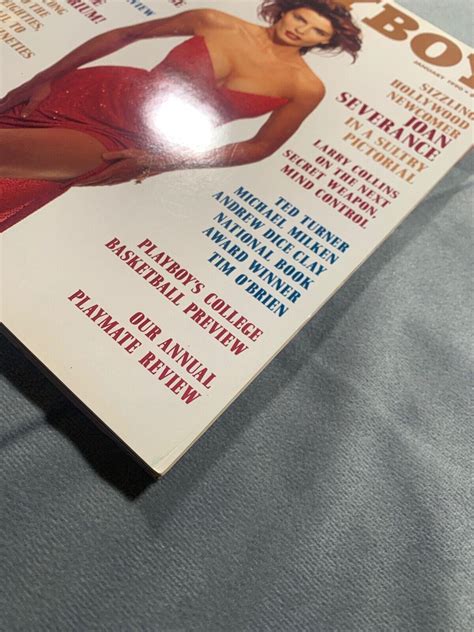 YBOY
JANUARY
SIZZLING
HOLLYWOOD
NEWCOMER
JOAN
SEVERANCE
IN A SULTRY
PICTORIAL
LARRY COLLINS
ON THE NEXT
SECRET WEAPON,
MIND CONTROL
TED TURNER
MICHAEL MILKEN
ANDREW DICE CLAY
NATIONAL BOOK
AWARD WINNER
TIM O'BRIEN
PLAYBOY'S COLLEGE
BASKETBALL PREVIEW
OUR ANNUAL
PLAYMATE REVIEW